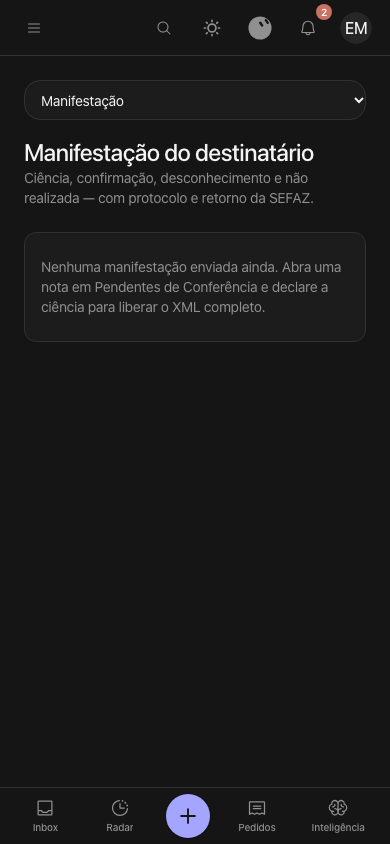 2
EM
Manifestação
Manifestação do destinatário
Ciência, confirmação, desconhecimento e não
realizada — com protocolo e retorno da SEFAZ.
Nenhuma manifestação enviada ainda. Abra uma
nota em Pendentes de Conferência e declare a
ciência para liberar o XML completo.
Inbox
Radar
Pedidos
Inteligência